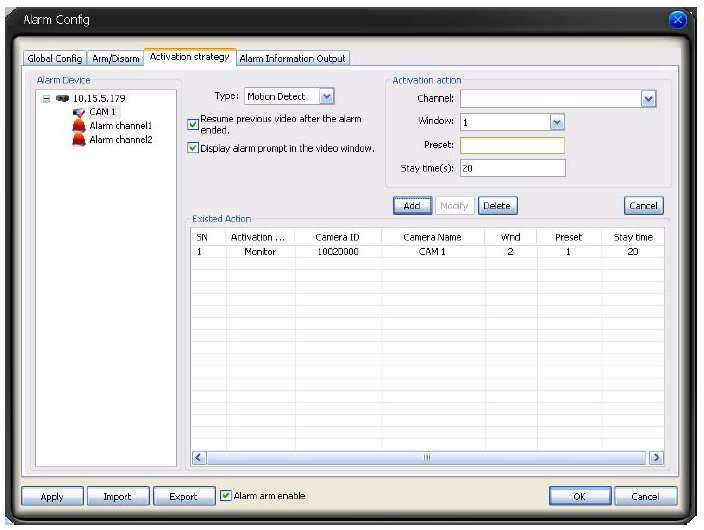 Alarm Config
Global Config Arm/Disarm Activation strategy Alarm Information Output
Alarm Device
10.15.5.179
CAM 1
Alarm channel1
Alarm channel2
Type: Motion Detect
Resume previous video after the alarm
ended.
Display alarm prompt in the video window.
Activation action
Channel:
Window: 1
Preset:
Stay time(s): 20
Add Modify Delete Cancel
Existed Action
SN Activation ... Camera ID Camera Name Wnd Preset Stay time
1 Monitor 10020000 CAM 1 2 1 20
Apply Import Export Alarm arm enable OK Cancel